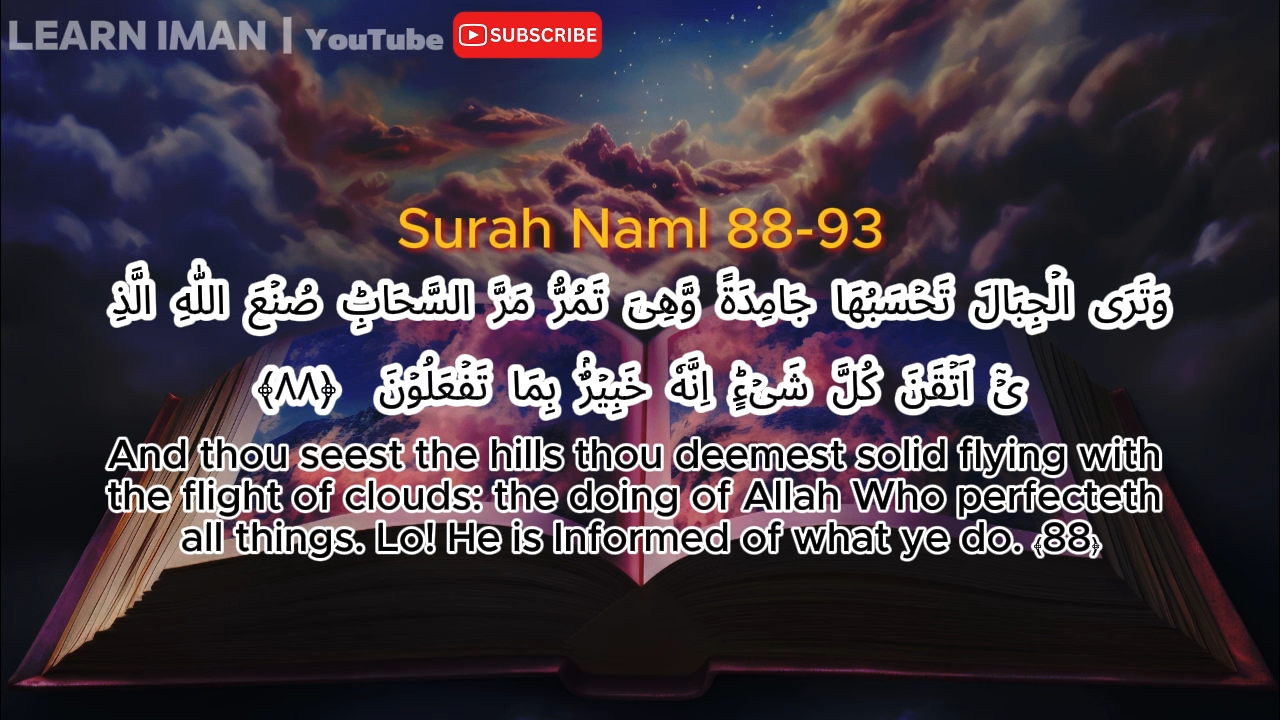 LEARN IMAN | YouTube SUBSCRIBE
Surah Naml 88-93
وَتَرَى الۡجِبَالَ تَحۡسَبُهَا جَامِدَةً وَّهِىَ تَمُرُّ مَرَّ السَّحَابِ​ؕ صُنۡعَ اللّٰهِ الَّذِ
ىۡۤ اَتۡقَنَ كُلَّ شَىۡءٍ​ؕ اِنَّهٗ خَبِيۡرٌۢ بِمَا تَفۡعَلُوۡنَ ﴿۸۸﴾
And thou seest the hills thou deemest solid flying with
the flight of clouds: the doing of Allah Who perfecteth
all things. Lo! He is Informed of what ye do. ﴾88﴿